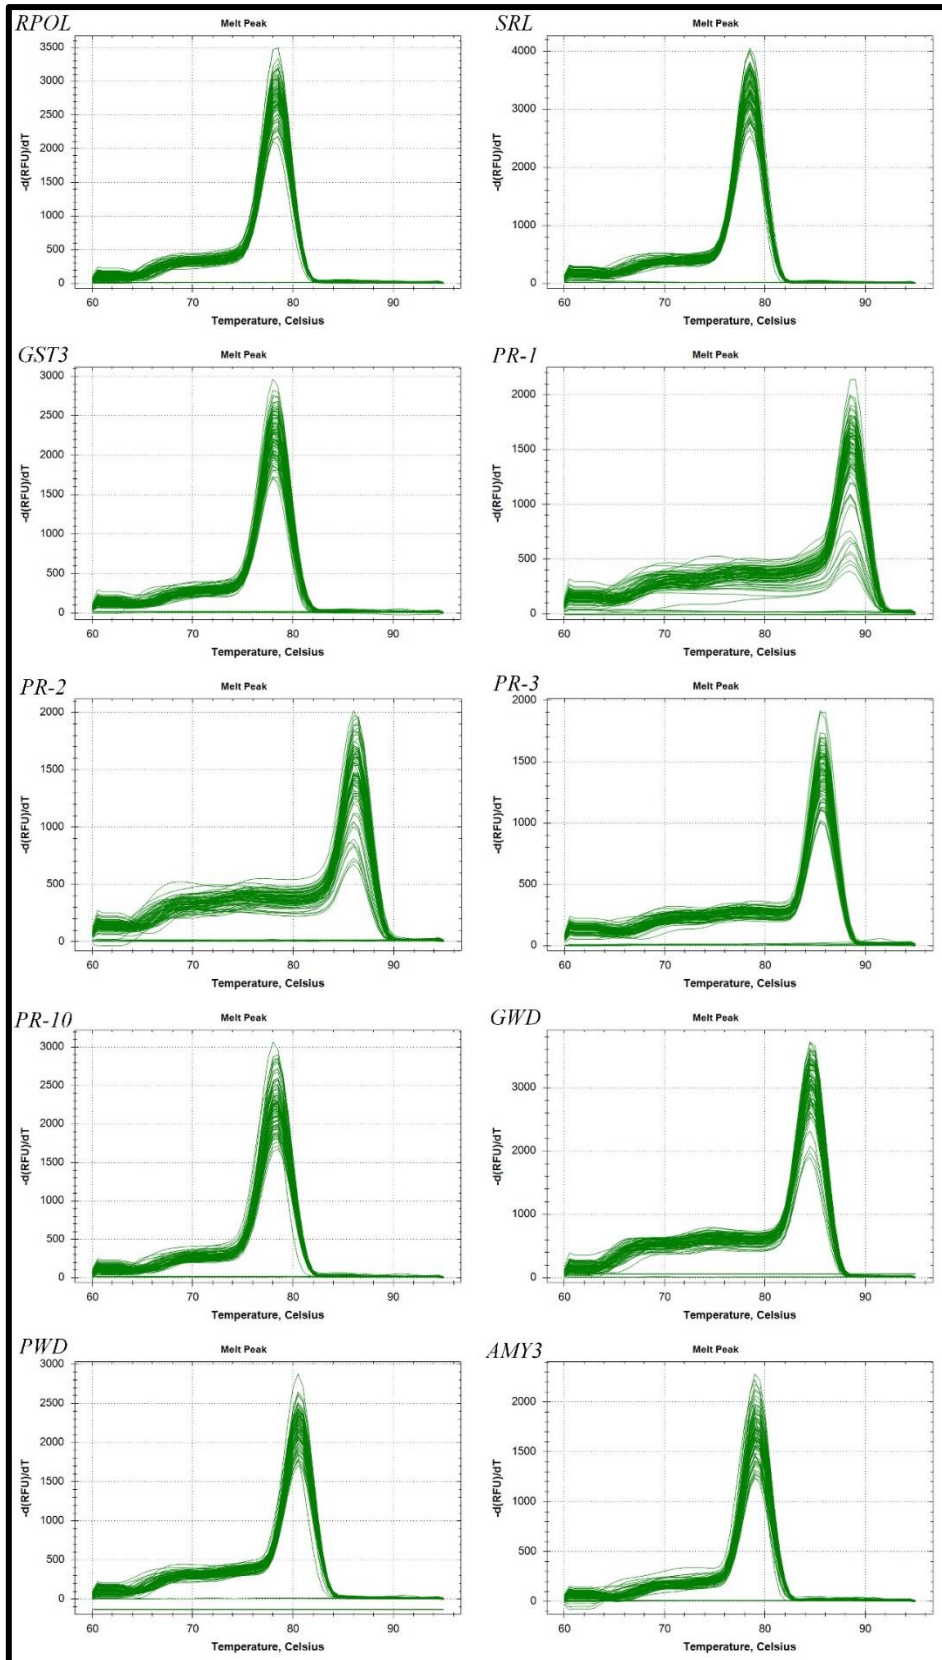 RPOL
Melt Peak
3500
3000
2500
2000
1500
1000
500
0
-d(RFU)/dT
60 70 80 90
Temperature, Celsius
SRL
Melt Peak
4000
3000
2000
1000
0
-d(RFU)/dT
60 70 80 90
Temperature, Celsius
GST3
Melt Peak
3000
2500
2000
1500
1000
500
0
-d(RFU)/dT
60 70 80 90
Temperature, Celsius
PR-1
Melt Peak
2000
1500
1000
500
0
-d(RFU)/dT
60 70 80 90
Temperature, Celsius
PR-2
Melt Peak
2000
1500
1000
500
0
-d(RFU)/dT
60 70 80 90
Temperature, Celsius
PR-3
Melt Peak
2000
1500
1000
500
0
-d(RFU)/dT
60 70 80 90
Temperature, Celsius
PR-10
Melt Peak
3000
2500
2000
1500
1000
500
0
-d(RFU)/dT
60 70 80 90
Temperature, Celsius
GWD
Melt Peak
3000
2000
1000
0
-d(RFU)/dT
60 70 80 90
Temperature, Celsius
PWD
Melt Peak
3000
2500
2000
1500
1000
500
0
-d(RFU)/dT
60 70 80 90
Temperature, Celsius
AMY3
Melt Peak
2000
1500
1000
500
0
-d(RFU)/dT
60 70 80 90
Temperature, Celsius